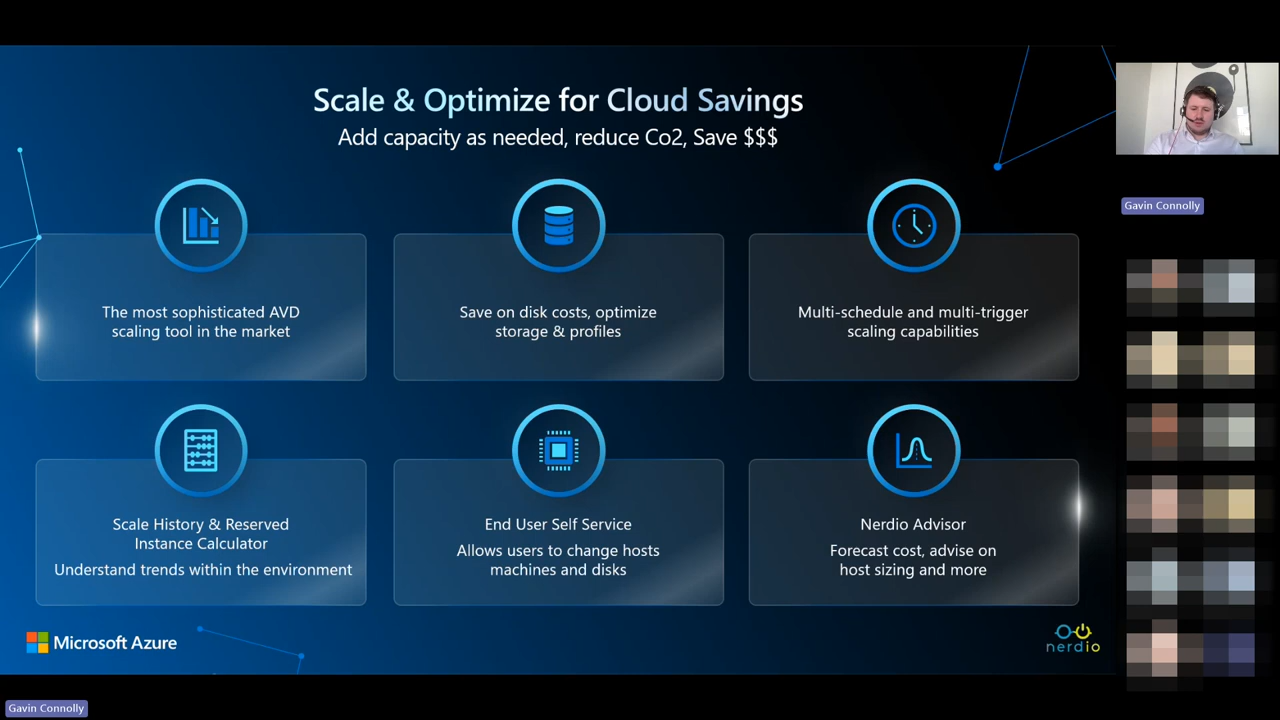 Scale & Optimize for Cloud Savings
Add capacity as needed, reduce Co2, Save $$$
The most sophisticated AVD
scaling tool in the market
Save on disk costs, optimize
storage & profiles
Multi-schedule and multi-trigger
scaling capabilities
Scale History & Reserved
Instance Calculator
Understand trends within the environment
End User Self Service
Allows users to change hosts
machines and disks
Nerdio Advisor
Forecast cost, advise on
host sizing and more
Microsoft Azure
nerdio
Gavin Connolly
Gavin Connolly